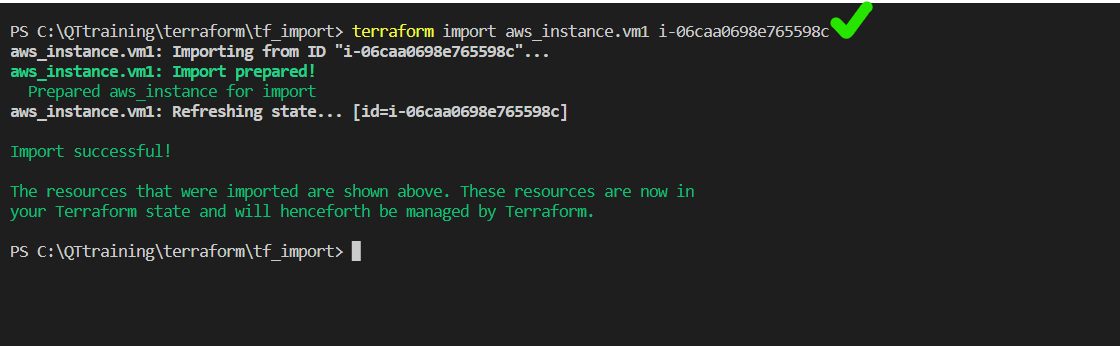 PS C:\QTtraining\terraform\tf_import> terraform import aws_instance.vm1 i-06caa0698e765598c
aws_instance.vm1: Importing from ID "i-06caa0698e765598c"...
aws_instance.vm1: Import prepared!
  Prepared aws_instance for import
aws_instance.vm1: Refreshing state... [id=i-06caa0698e765598c]
Import successful!
The resources that were imported are shown above. These resources are now in
your Terraform state and will henceforth be managed by Terraform.
PS C:\QTtraining\terraform\tf_import>